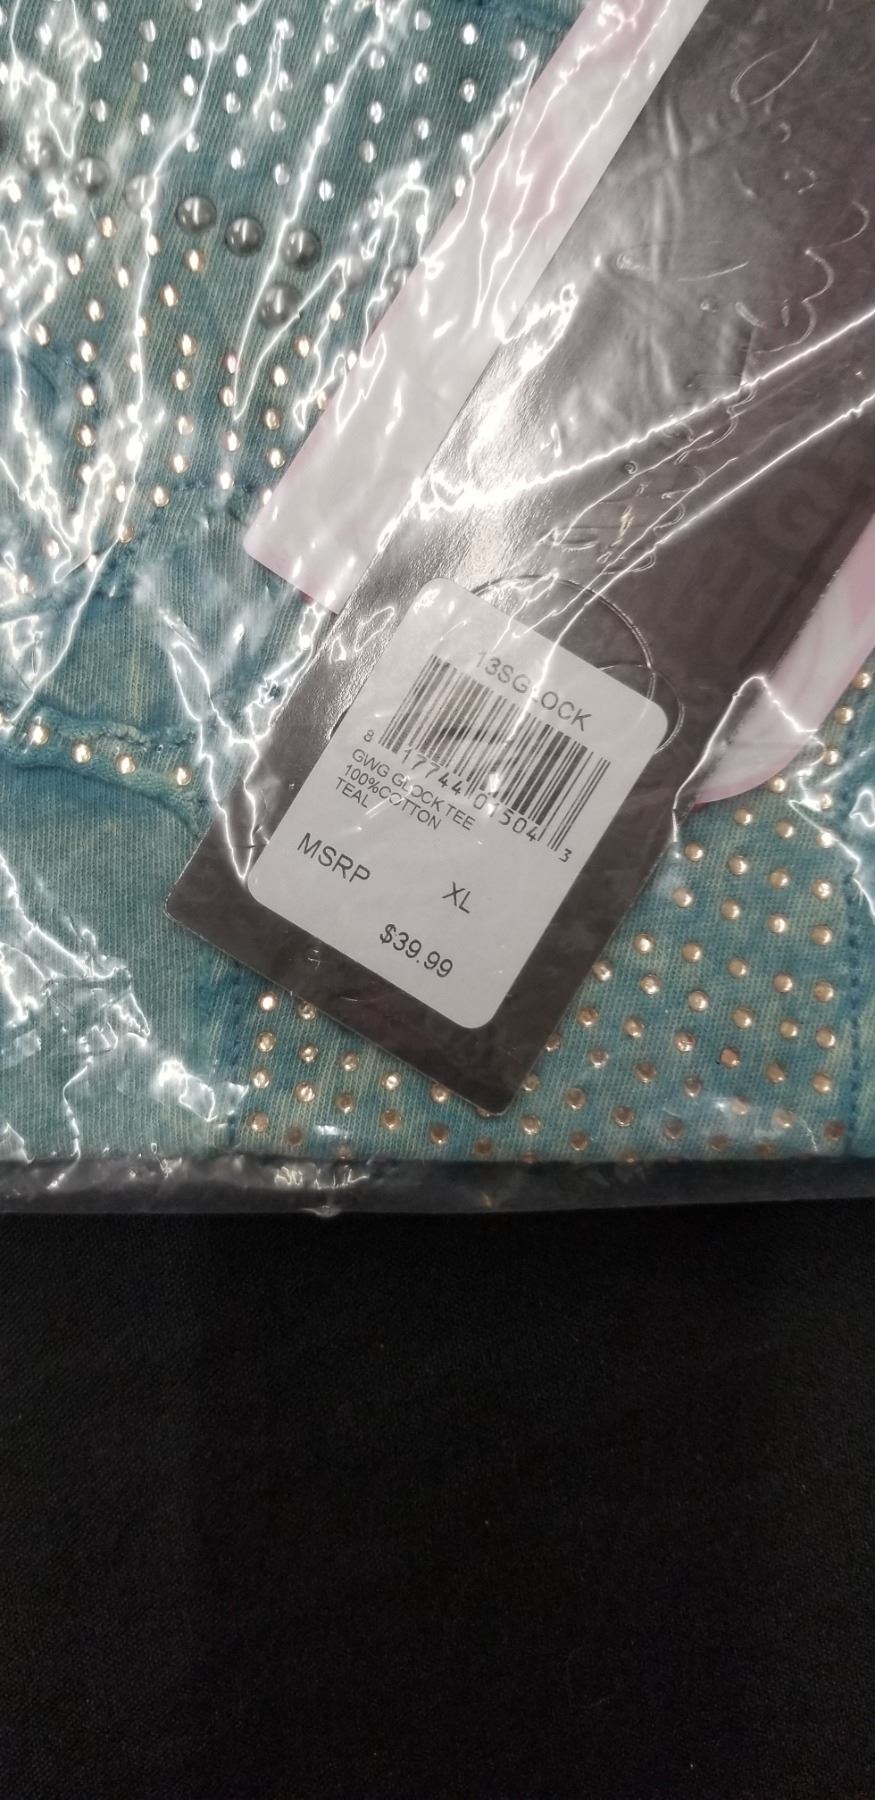 13SGLOCK
8 17744 01504 3
GWG GLOCK TEE
100%COTTON
TEAL
MSRP XL
$39.99